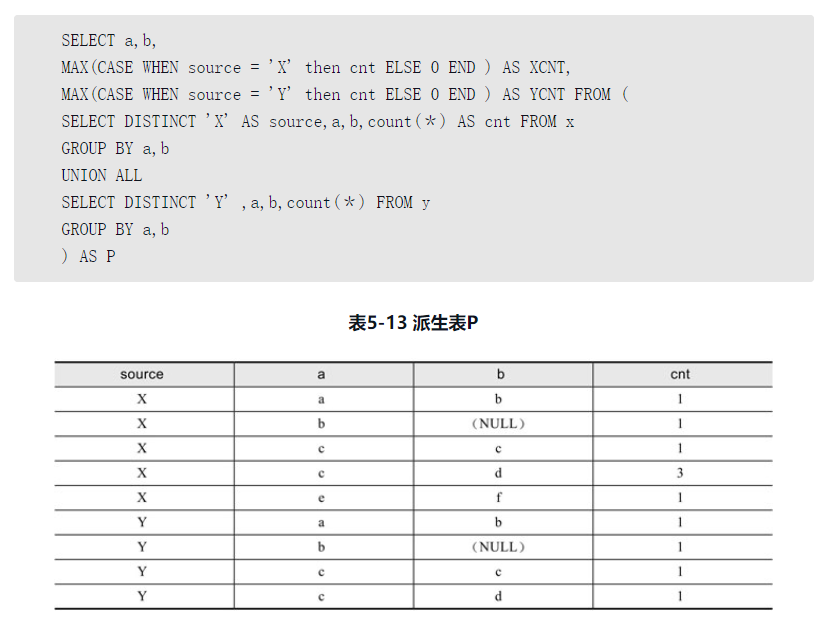 SELECT a,b,
MAX(CASE WHEN source = 'X' then cnt ELSE 0 END ) AS XCNT,
MAX(CASE WHEN source = 'Y' then cnt ELSE 0 END ) AS YCNT FROM (
SELECT DISTINCT 'X' AS source,a,b,count(*) AS cnt FROM x
GROUP BY a,b
UNION ALL
SELECT DISTINCT 'Y' ,a,b,count(*) FROM y
GROUP BY a,b
) AS P
表5-13 派生表P
source a b cnt
X a b 1
X b (NULL) 1
X c c 1
X c d 3
X e f 1
Y a b 1
Y b (NULL) 1
Y c c 1
Y c d 1